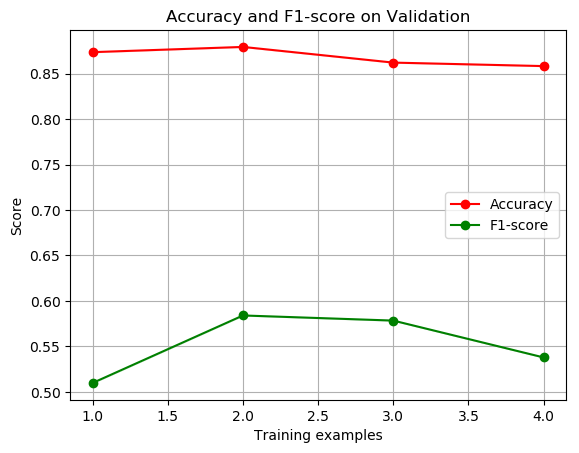 Accuracy and F1-score on Validation
Score
0.85
0.80
0.75
0.70
0.65
0.60
0.55
0.50
Accuracy
F1-score
1.0 1.5 2.0 2.5 3.0 3.5 4.0
Training examples